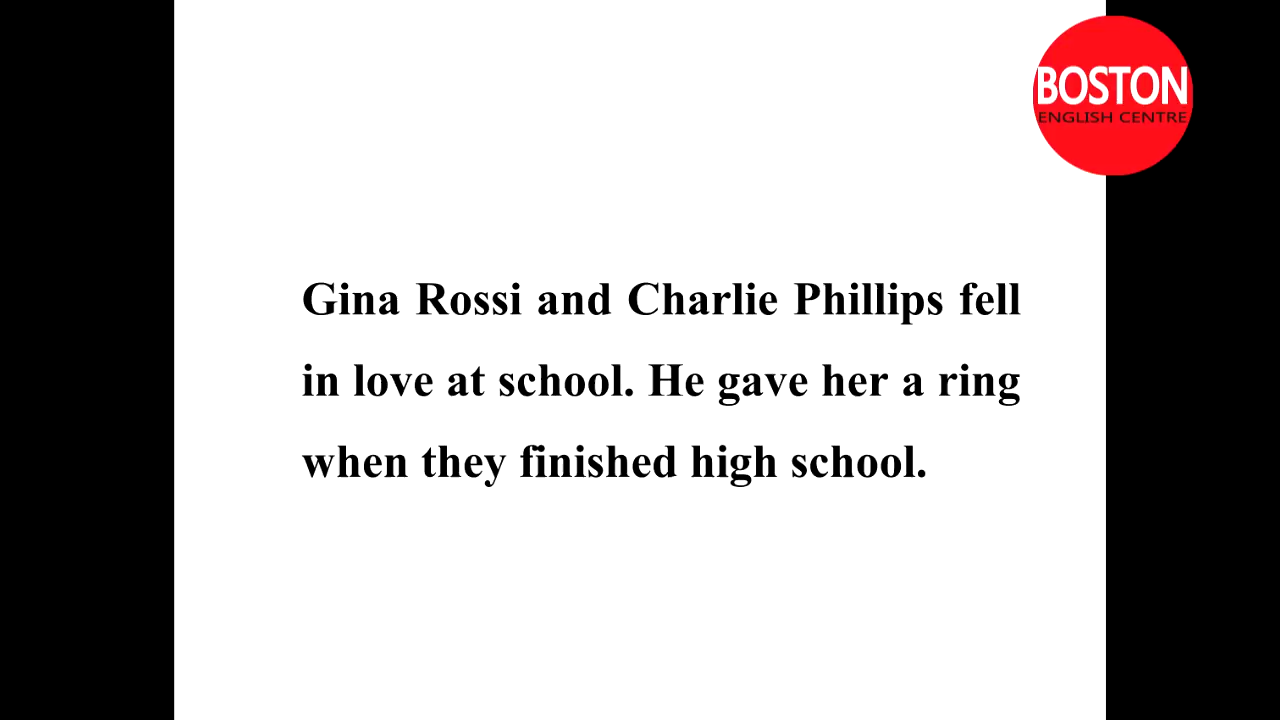 BOSTON
ENGLISH CENTRE
Gina Rossi and Charlie Phillips fell
in love at school. He gave her a ring
when they finished high school.